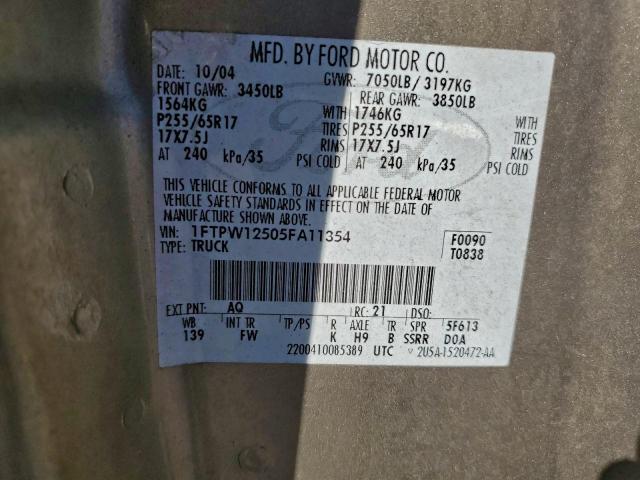 MFD. BY FORD MOTOR CO.
DATE: 10/04 GVWR: 7050LB/ 3197KG
FRONT GAWR: 3450LB REAR GAWR: 3850LB
1564KG WITH 1746KG WITH
P255/65R17 TIRES P255/65R17 TIRES
17X7.5J RIMS 17X7.5J RIMS
AT 240 kPa/35 PSI COLD AT 240 kPa/35 PSI COLD
THIS VEHICLE CONFORMS TO ALL APPLICABLE FEDERAL MOTOR
VEHICLE SAFETY STANDARDS IN EFFECT ON THE DATE OF
MANUFACTURE SHOWN ABOVE.
VIN: 1FTPW12505FA11354 F0090
TYPE: TRUCK T0838
EXT PNT: AQ RC: 21 DSO:
WB INT TR TP/PS R AXLE TR SPR 5F613
139 FW K H9 B SSRR DOA
2200410085389 UTC 2U5A-1520472-AA
Ford